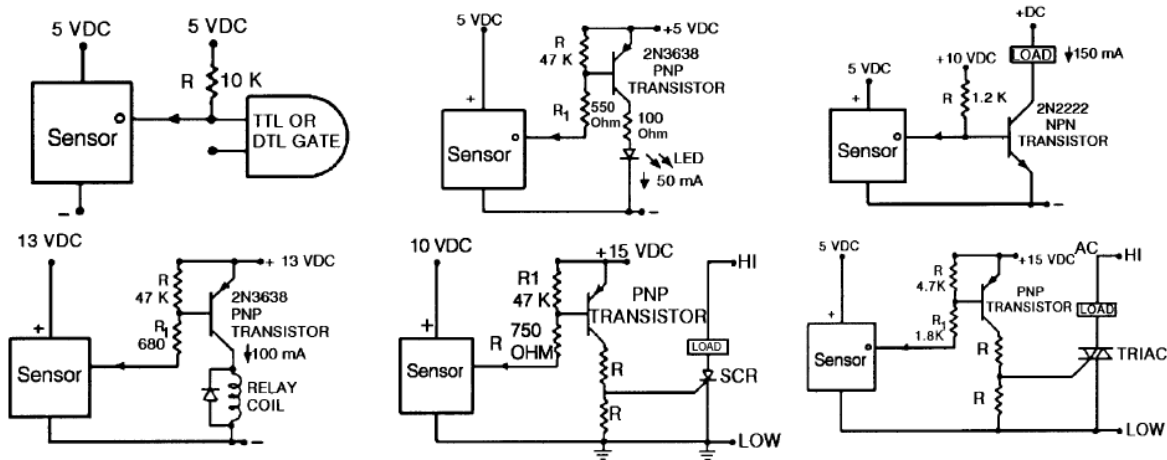 5 VDC
5 VDC
R
10 K
Sensor
TTL OR
DTL GATE
–
5 VDC
+5 VDC
R
47 K
2N3638
PNP
TRANSISTOR
R1
550
Ohm
100
Ohm
+
Sensor
LED
50 mA
–
+DC
LOAD
150 mA
+10 VDC
5 VDC
R
1.2 K
+
2N2222
NPN
TRANSISTOR
Sensor
–
13 VDC
+ 13 VDC
R
47 K
2N3638
PNP
TRANSISTOR
R1
680
+
100 mA
Sensor
RELAY
COIL
–
10 VDC
+15 VDC
HI
R1
47 K
PNP
TRANSISTOR
+
R
750
OHM
LOAD
Sensor
R
SCR
R
LOW
5 VDC
AC
HI
+15 VDC
R
4.7K
PNP
TRANSISTOR
LOAD
+
R1
1.8K
Sensor
R
TRIAC
R
LOW